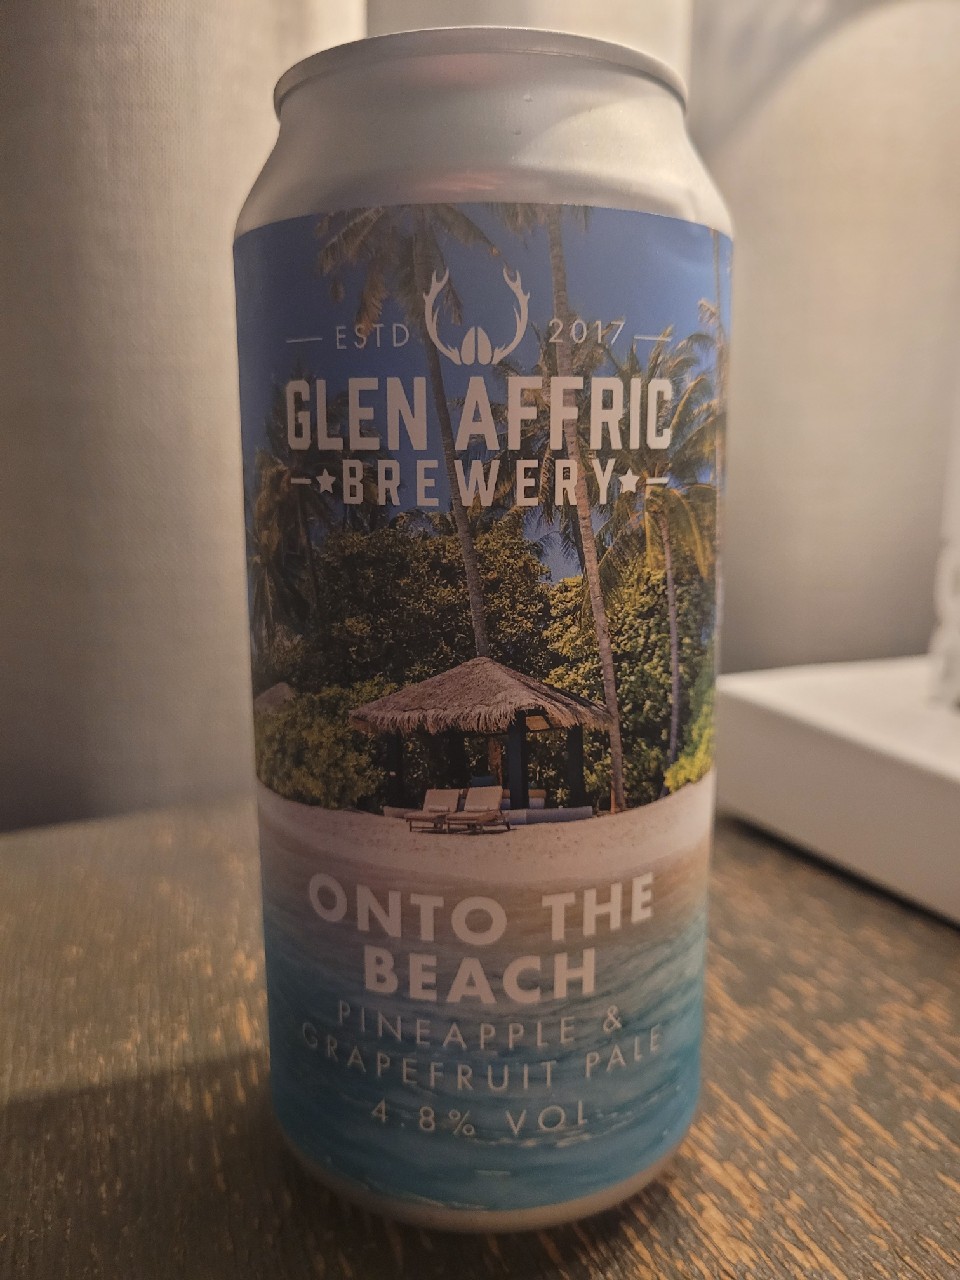 ESTD 2017
GLEN AFFRIC
BREWERY
ONTO THE
BEACH
PINEAPPLE &
GRAPEFRUIT PALE
4.8% VOL